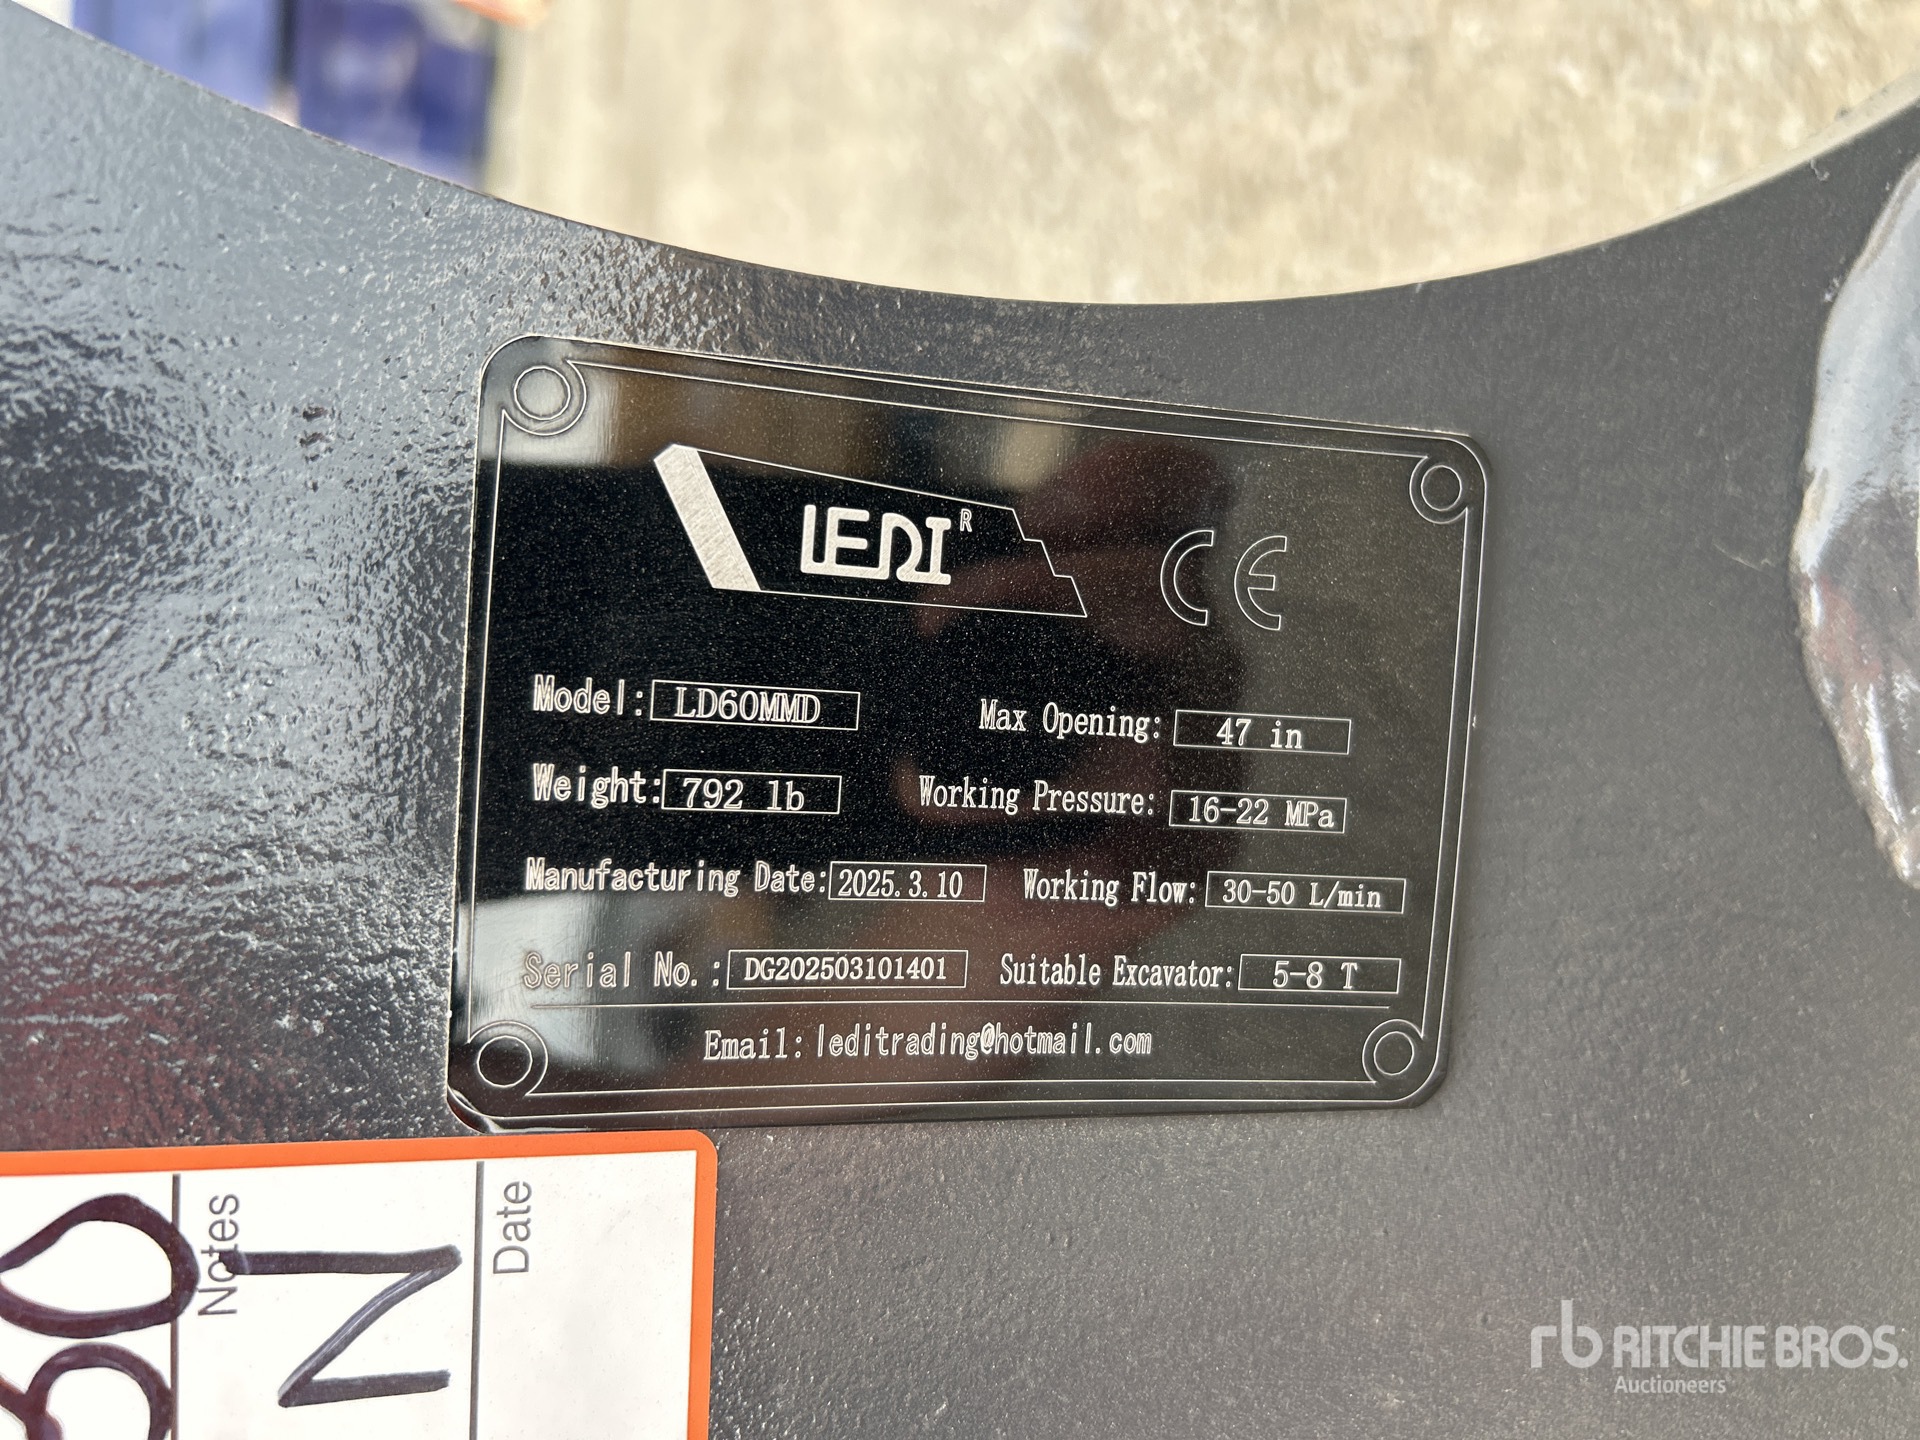 LEDI R
CE
Model: LD60MMD
Max Opening: 47 in
Weight: 792 lb
Working Pressure: 16-22 MPa
Manufacturing Date: 2025.3.10
Working Flow: 30-50 L/min
Serial No.: DG202503101401
Suitable Excavator: 5-8 T
Email: leditrading@hotmail.com
Notes
N
Date
rb RITCHIE BROS.
Auctioneers